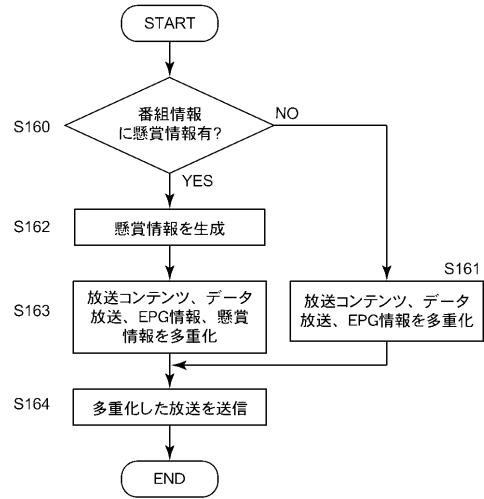 START
S160
番組情報
に懸賞情報有?
NO
YES
S162
懸賞情報を生成
S161
S163
放送コンテンツ、データ
放送、EPG情報、懸賞
情報を多重化
放送コンテンツ、データ
放送、EPG情報を多重化
S164
多重化した放送を送信
END